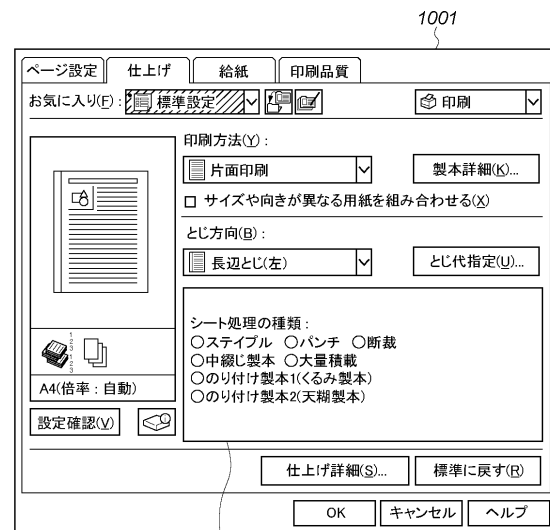 1001
ページ設定 仕上げ 給紙 印刷品質
お気に入り(F): 標準設定 印刷
印刷方法(Y):
片面印刷 製本詳細(K)...
サイズや向きが異なる用紙を組み合わせる(X)
とじ方向(B):
長辺とじ(左) とじ代指定(U)...
シート処理の種類:
○ステイプル ○パンチ ○断裁
○中綴じ製本 ○大量積載
○のり付け製本1(くるみ製本)
○のり付け製本2(天糊製本)
1
2
3
1
2
3
A4(倍率:自動)
設定確認(V)
仕上げ詳細(S)... 標準に戻す(R)
OK キャンセル ヘルプ